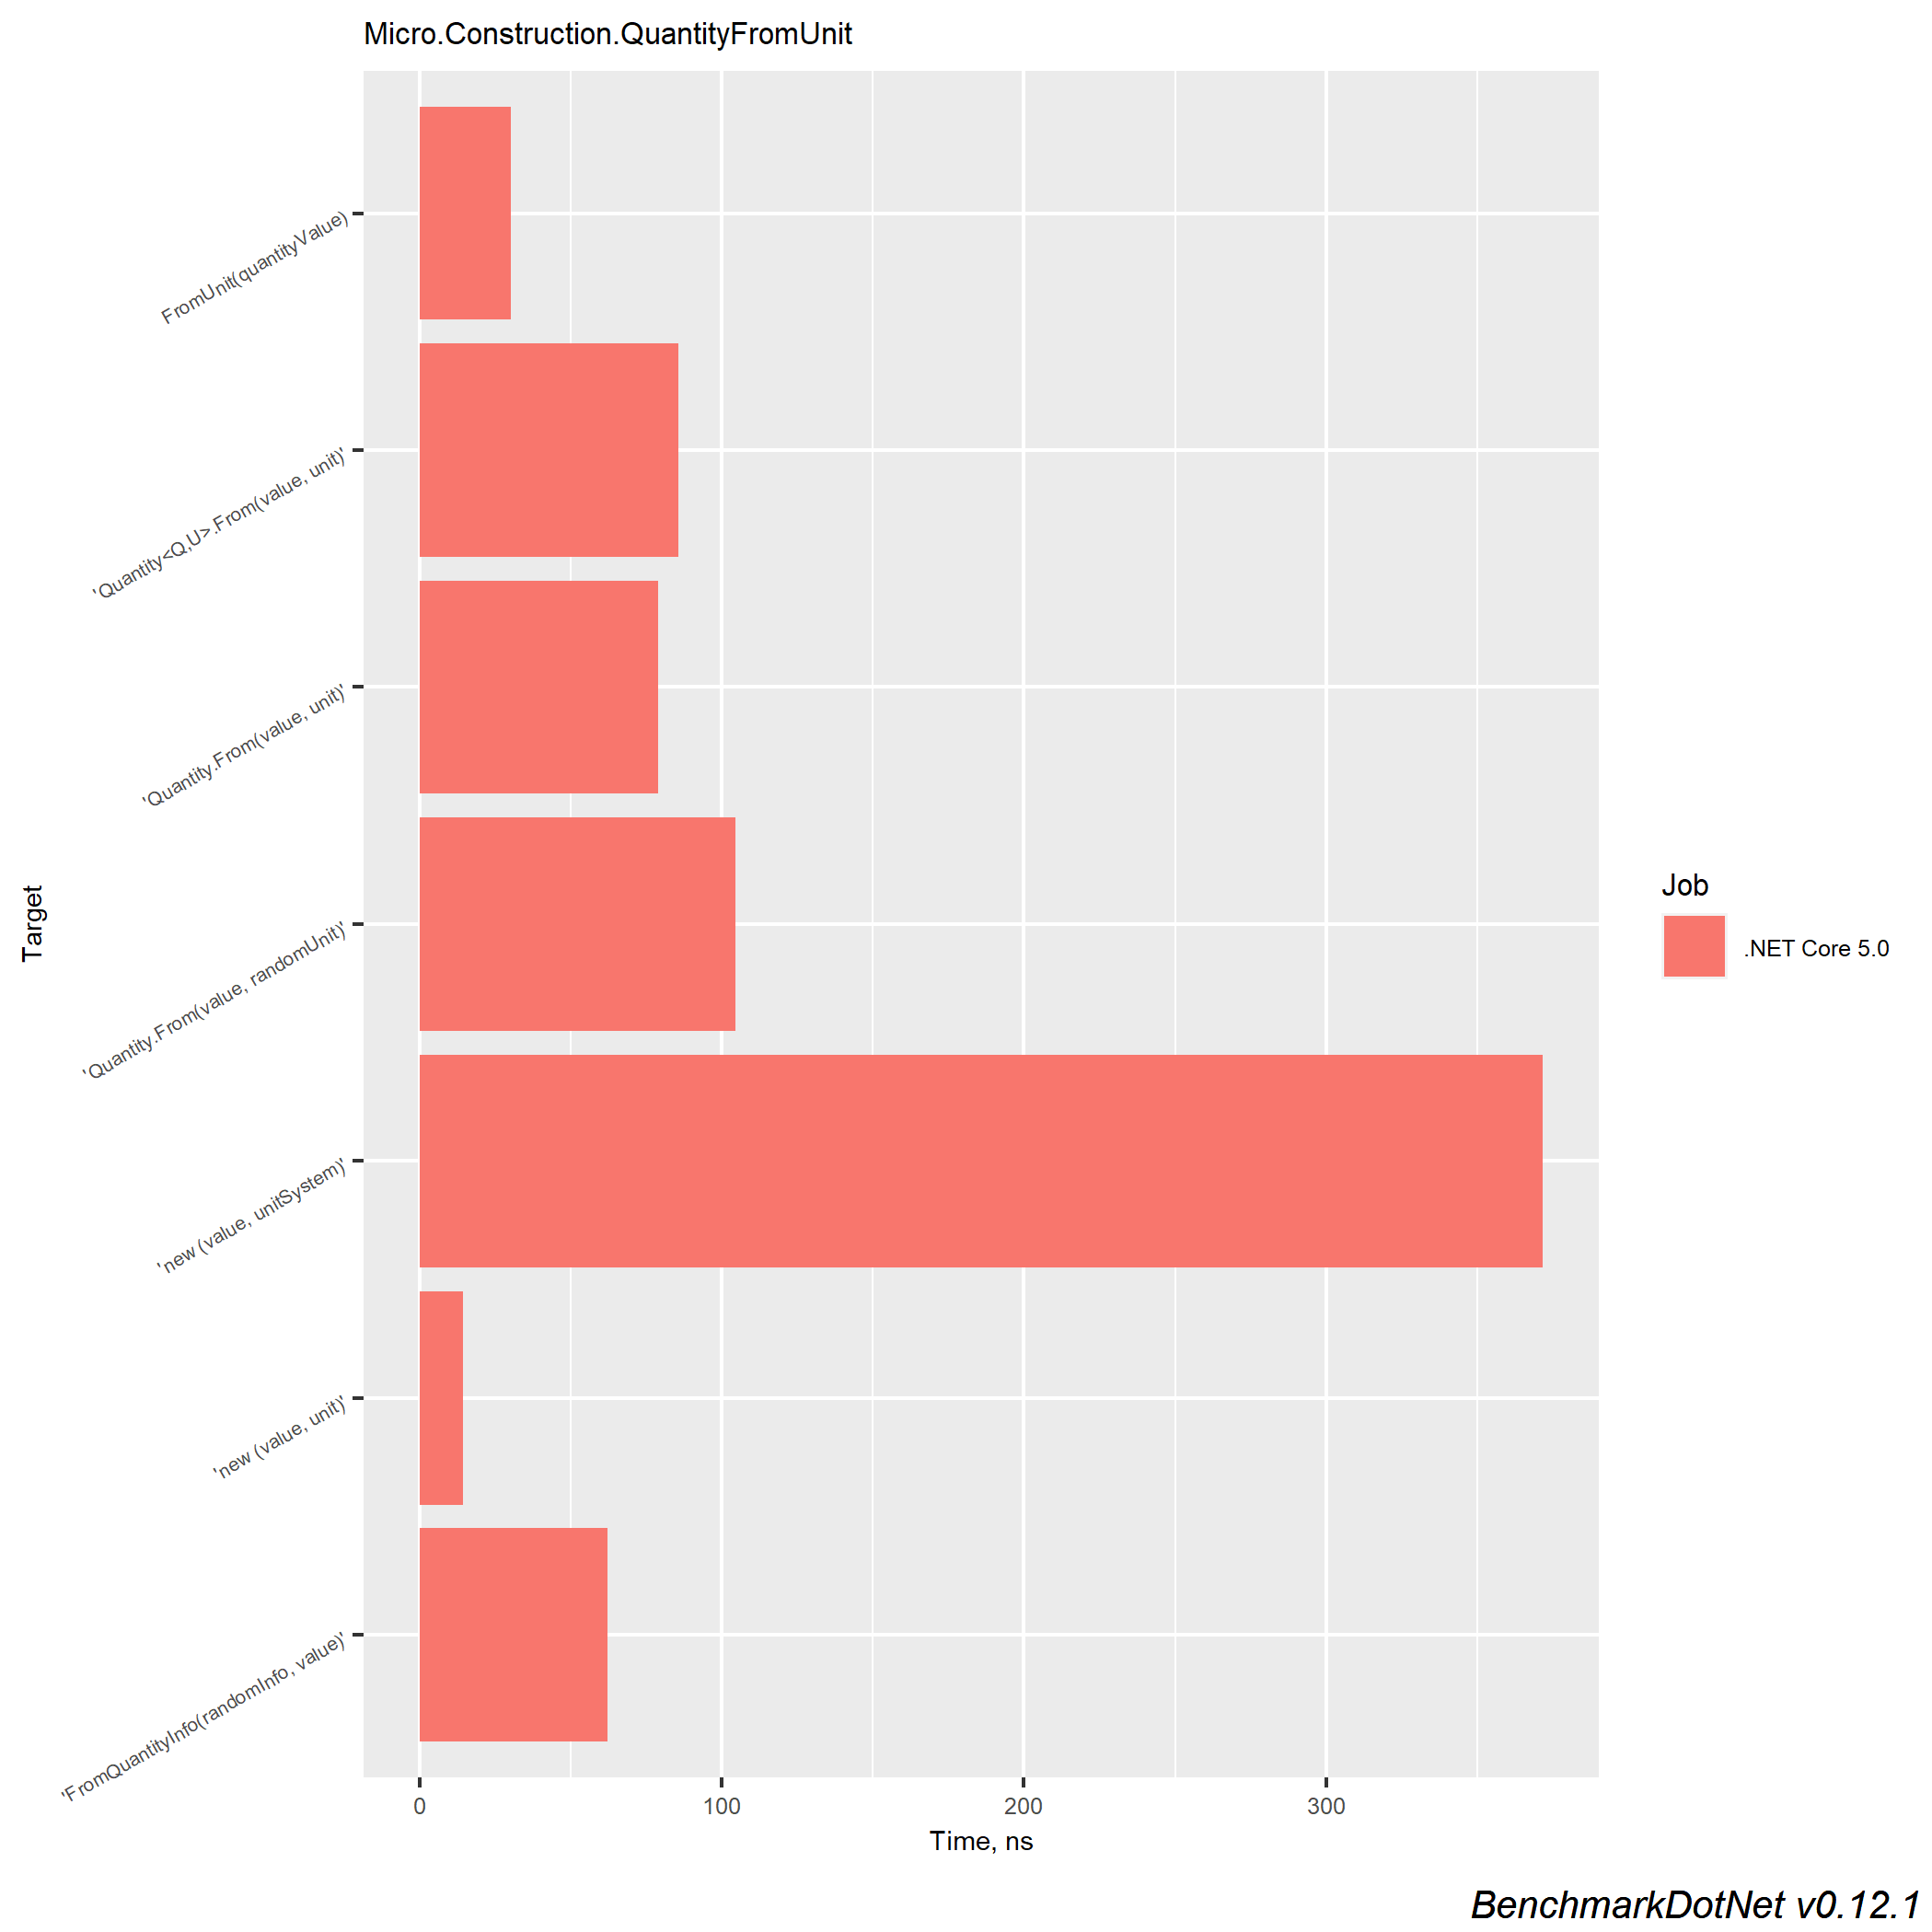 Micro.Construction.QuantityFromUnit
FromUnit(quantityValue)
'Quantity<Q,U>.From(value, unit)'
'Quantity.From(value, unit)'
'Quantity.From(value, randomUnit)'
'new (value, unitSystem)'
'new (value, unit)'
'FromQuantityInfo(randomInfo, value)'
Target
0
100
200
300
Time, ns
Job
.NET Core 5.0
BenchmarkDotNet v0.12.1